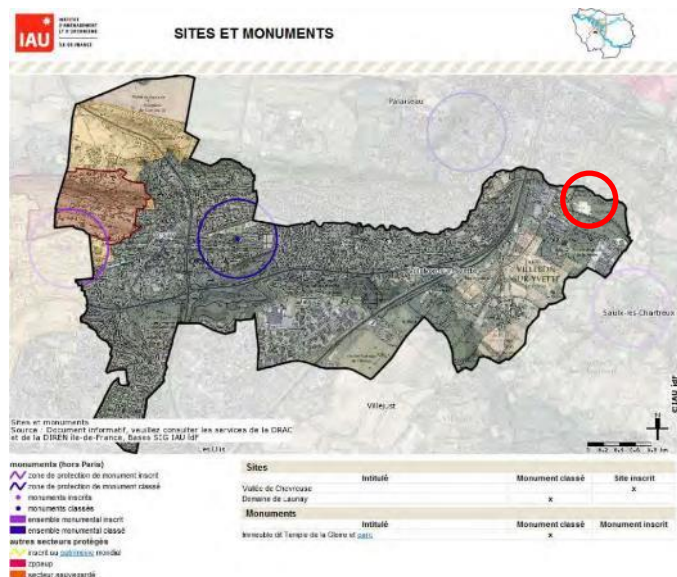 IAU
INSTITUT
D'AMÉNAGEMENT
ET D'URBANISME
ÎLE-DE-FRANCE
SITES ET MONUMENTS
Palaiseau
VILLEBON
SUR-YVETTE
Saulx-les-Chartreux
Villejust
Les Ulis
© IAU îdF
N
Sites et monuments
Source : Document informatif, veuillez consulter les services de la DRAC
et de la DIREN Ile-de-France, Bases SIG IAU îdF
monuments (hors Paris)
zone de protection de monument inscrit
zone de protection de monument classé
monuments inscrits
monuments classés
ensemble monumental inscrit
ensemble monumental classé
autres secteurs protégés
inscrit au patrimoine mondial
zppaup
secteur sauvegardé
Sites
Intitulé Monument classé Site inscrit
Vallée de Chevreuse x
Domaine de Launay x
Monuments
Intitulé Monument classé Monument inscrit
Immeuble dit Temple de la Gloire et parc x